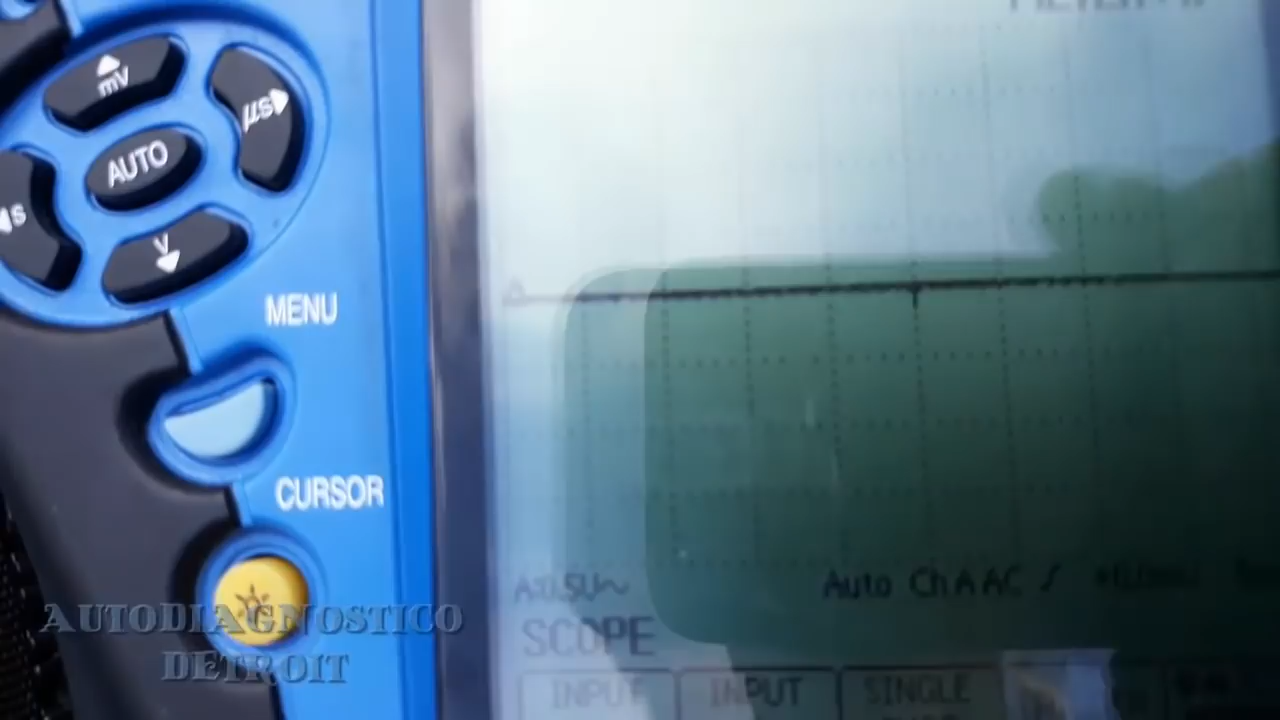 mV
µs
AUTO
s
V
MENU
CURSOR
Auto Ch A AC
SCOPE
INPUT INPUT SINGLE
AUTODIAGNOSTICO
DETROIT